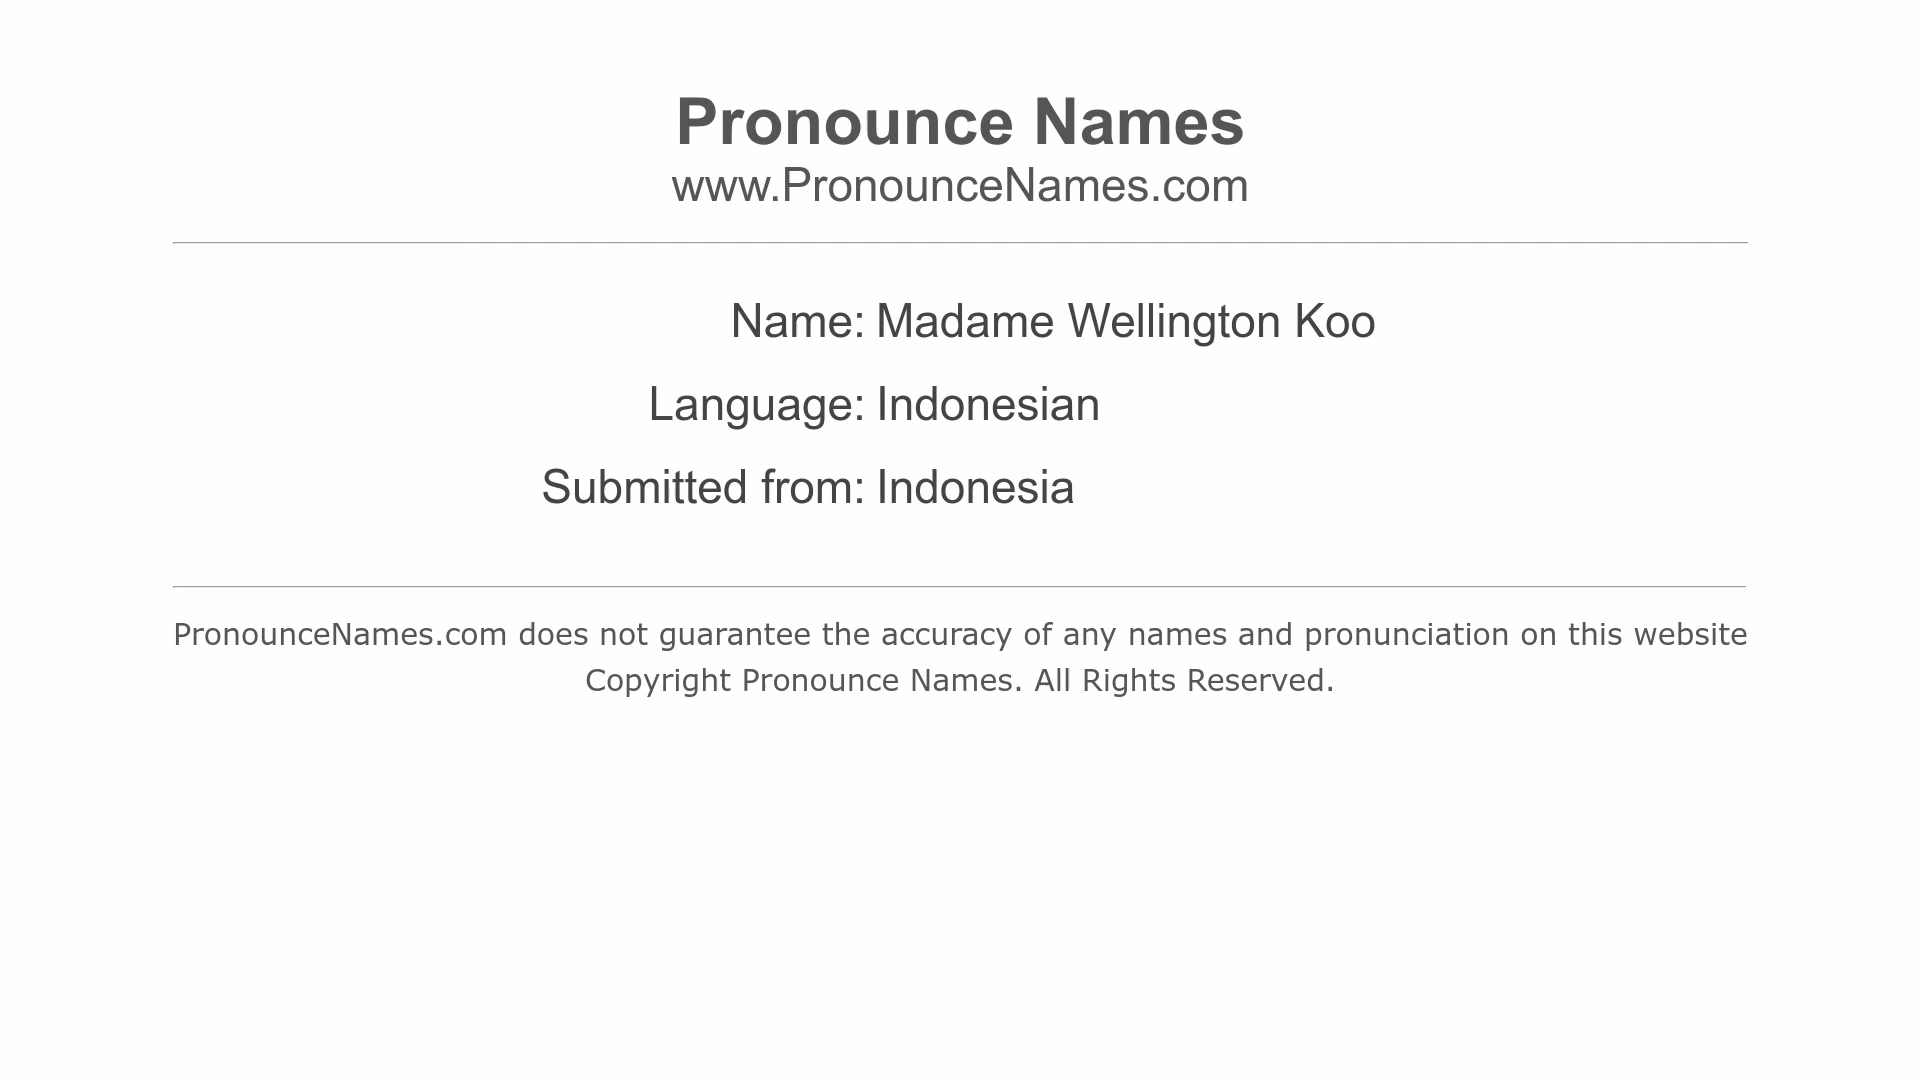 Pronounce Names
www.PronounceNames.com
Name: Madame Wellington Koo
Language: Indonesian
Submitted from: Indonesia
PronounceNames.com does not guarantee the accuracy of any names and pronunciation on this website
Copyright Pronounce Names. All Rights Reserved.